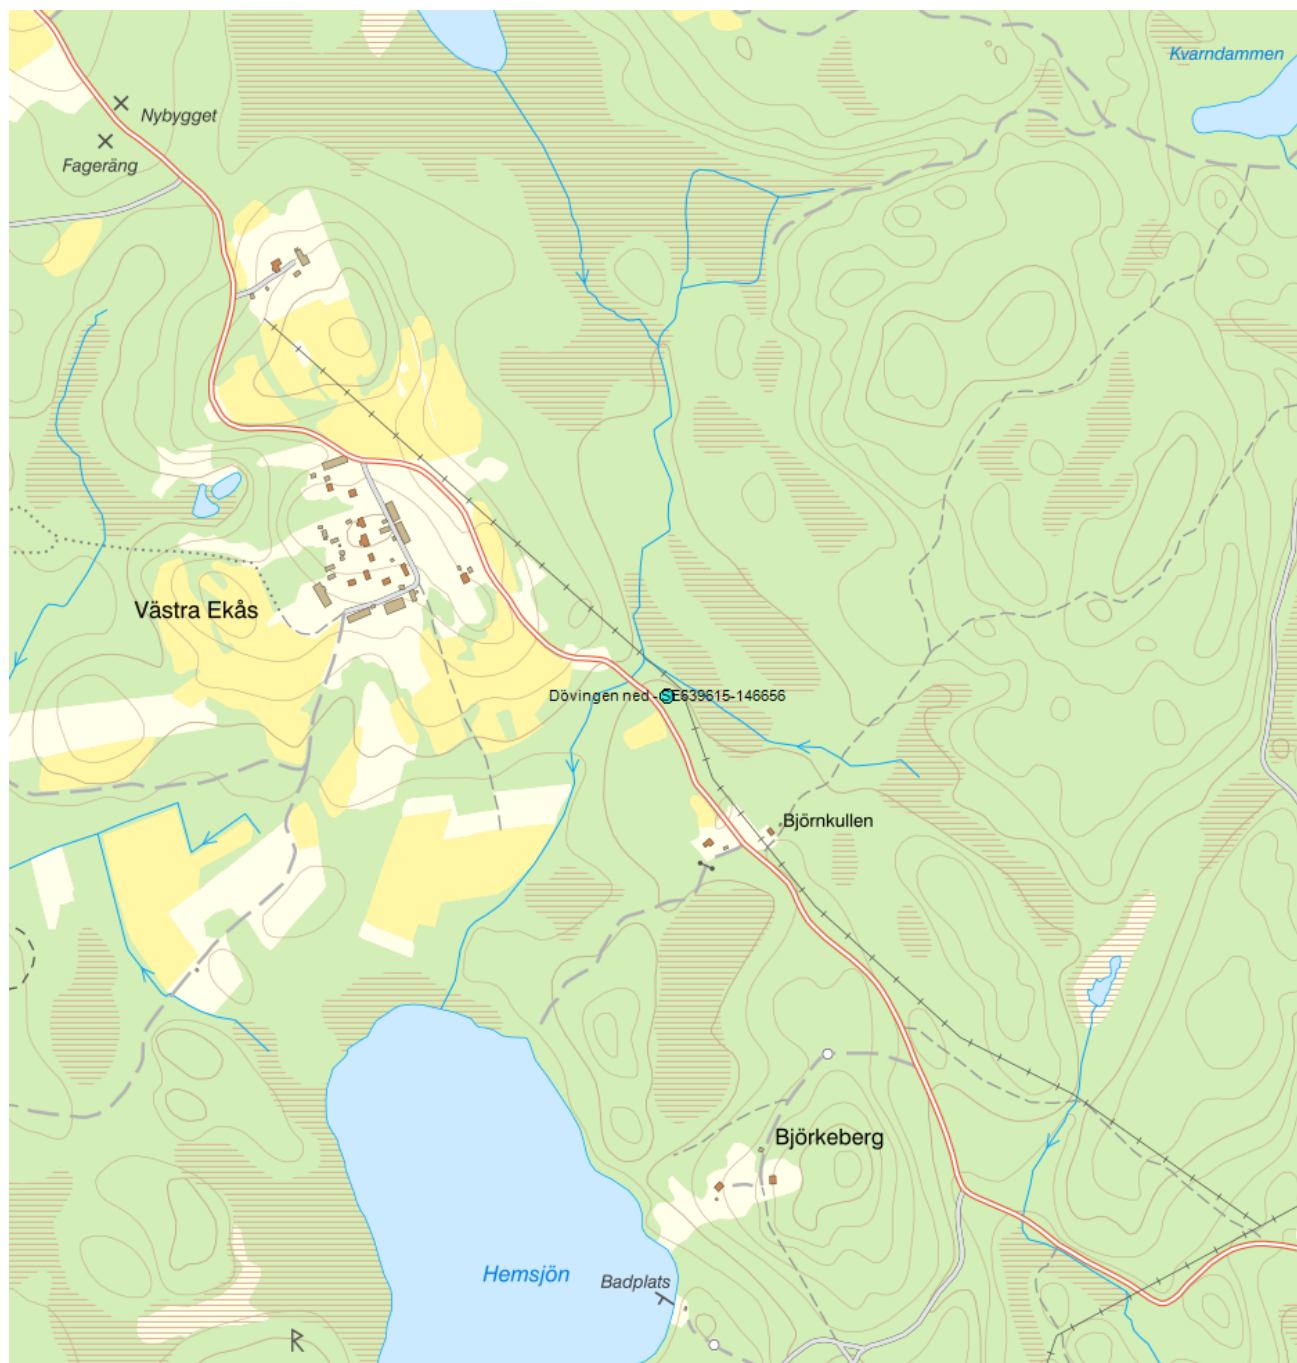 Kvarndammen
Nybygget
Fageräng
Västra Ekås
Dövingen ned - SE639615-146656
Björnkullen
Björkeberg
Hemsjön
Badplats